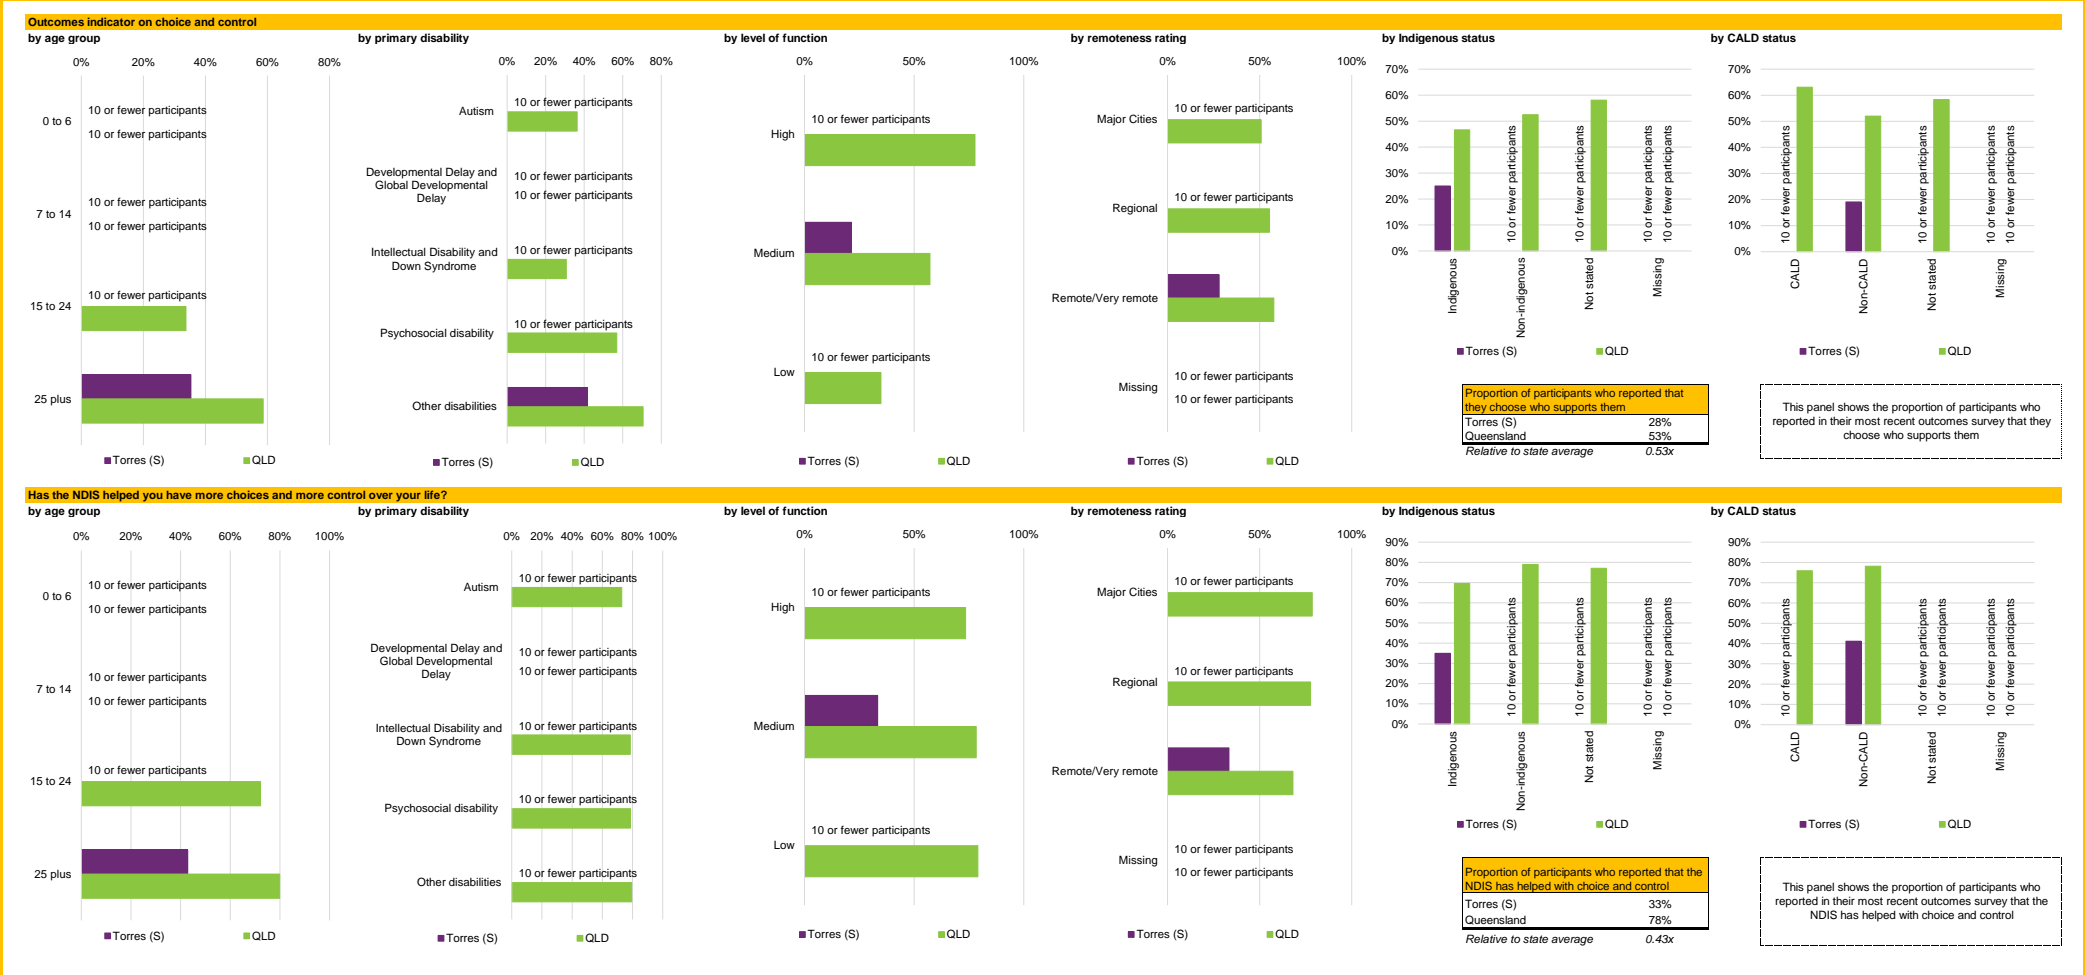 Outcomes indicator on choice and control
by age group
0% 20% 40% 60% 80%
0 to 6
10 or fewer participants
10 or fewer participants
7 to 14
10 or fewer participants
10 or fewer participants
15 to 24
10 or fewer participants
25 plus
Torres (S) QLD
by primary disability
0% 20% 40% 60% 80%
Autism
10 or fewer participants
Developmental Delay and
Global Developmental
Delay
10 or fewer participants
10 or fewer participants
Intellectual Disability and
Down Syndrome
10 or fewer participants
Psychosocial disability
10 or fewer participants
Other disabilities
Torres (S) QLD
by level of function
0% 50% 100%
High
10 or fewer participants
Medium
Low
10 or fewer participants
Torres (S) QLD
by remoteness rating
0% 50% 100%
Major Cities
10 or fewer participants
Regional
10 or fewer participants
Remote/Very remote
Missing
10 or fewer participants
10 or fewer participants
Torres (S) QLD
by Indigenous status
70%
60%
50%
40%
30%
20%
10%
0%
10 or fewer participants
10 or fewer participants
10 or fewer participants
10 or fewer participants
Indigenous
Non-indigenous
Not stated
Missing
Torres (S) QLD
by CALD status
70%
60%
50%
40%
30%
20%
10%
0%
10 or fewer participants
10 or fewer participants
10 or fewer participants
10 or fewer participants
CALD
Non-CALD
Not stated
Missing
Torres (S) QLD
Proportion of participants who reported that
they choose who supports them
Torres (S) 28%
Queensland 53%
Relative to state average 0.53x
This panel shows the proportion of participants who
reported in their most recent outcomes survey that they
choose who supports them
Has the NDIS helped you have more choices and more control over your life?
by age group
0% 20% 40% 60% 80% 100%
0 to 6
10 or fewer participants
10 or fewer participants
7 to 14
10 or fewer participants
10 or fewer participants
15 to 24
10 or fewer participants
25 plus
Torres (S) QLD
by primary disability
0% 20% 40% 60% 80% 100%
Autism
10 or fewer participants
Developmental Delay and
Global Developmental
Delay
10 or fewer participants
10 or fewer participants
Intellectual Disability and
Down Syndrome
10 or fewer participants
Psychosocial disability
10 or fewer participants
Other disabilities
10 or fewer participants
Torres (S) QLD
by level of function
0% 50% 100%
High
10 or fewer participants
Medium
Low
10 or fewer participants
Torres (S) QLD
by remoteness rating
0% 50% 100%
Major Cities
10 or fewer participants
Regional
10 or fewer participants
Remote/Very remote
Missing
10 or fewer participants
10 or fewer participants
Torres (S) QLD
by Indigenous status
90%
80%
70%
60%
50%
40%
30%
20%
10%
0%
10 or fewer participants
10 or fewer participants
10 or fewer participants
10 or fewer participants
Indigenous
Non-indigenous
Not stated
Missing
Torres (S) QLD
by CALD status
90%
80%
70%
60%
50%
40%
30%
20%
10%
0%
10 or fewer participants
10 or fewer participants
10 or fewer participants
10 or fewer participants
10 or fewer participants
CALD
Non-CALD
Not stated
Missing
Torres (S) QLD
Proportion of participants who reported that the
NDIS has helped with choice and control
Torres (S) 33%
Queensland 78%
Relative to state average 0.43x
This panel shows the proportion of participants who
reported in their most recent outcomes survey that the
NDIS has helped with choice and control